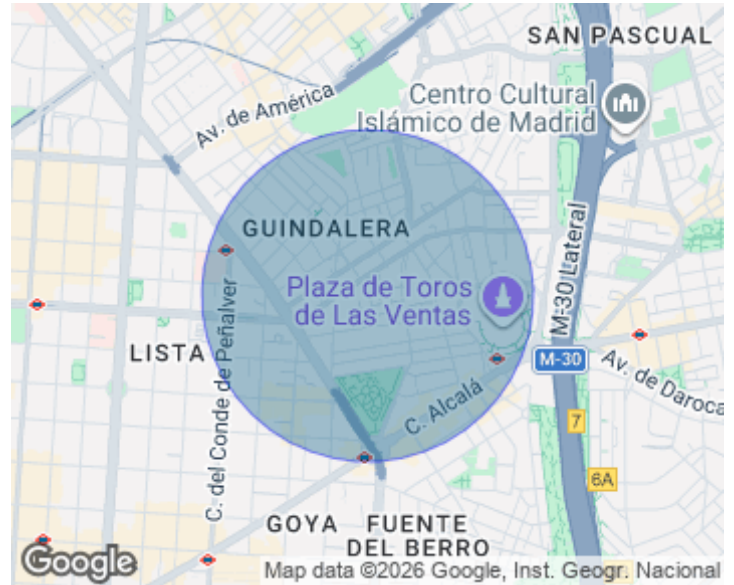 SAN PASCUAL
Av. de América
Centro Cultural
Islámico de Madrid
GUINDALERA
M-30 Lateral
Plaza de Toros
de Las Ventas
LISTA
C. del Conde de Peñalver
M-30
Av. de Daroca
C. Alcalá
7
6A
GOYA
FUENTE
DEL BERRO
Google
Map data ©2026 Google, Inst. Geogr. Nacional